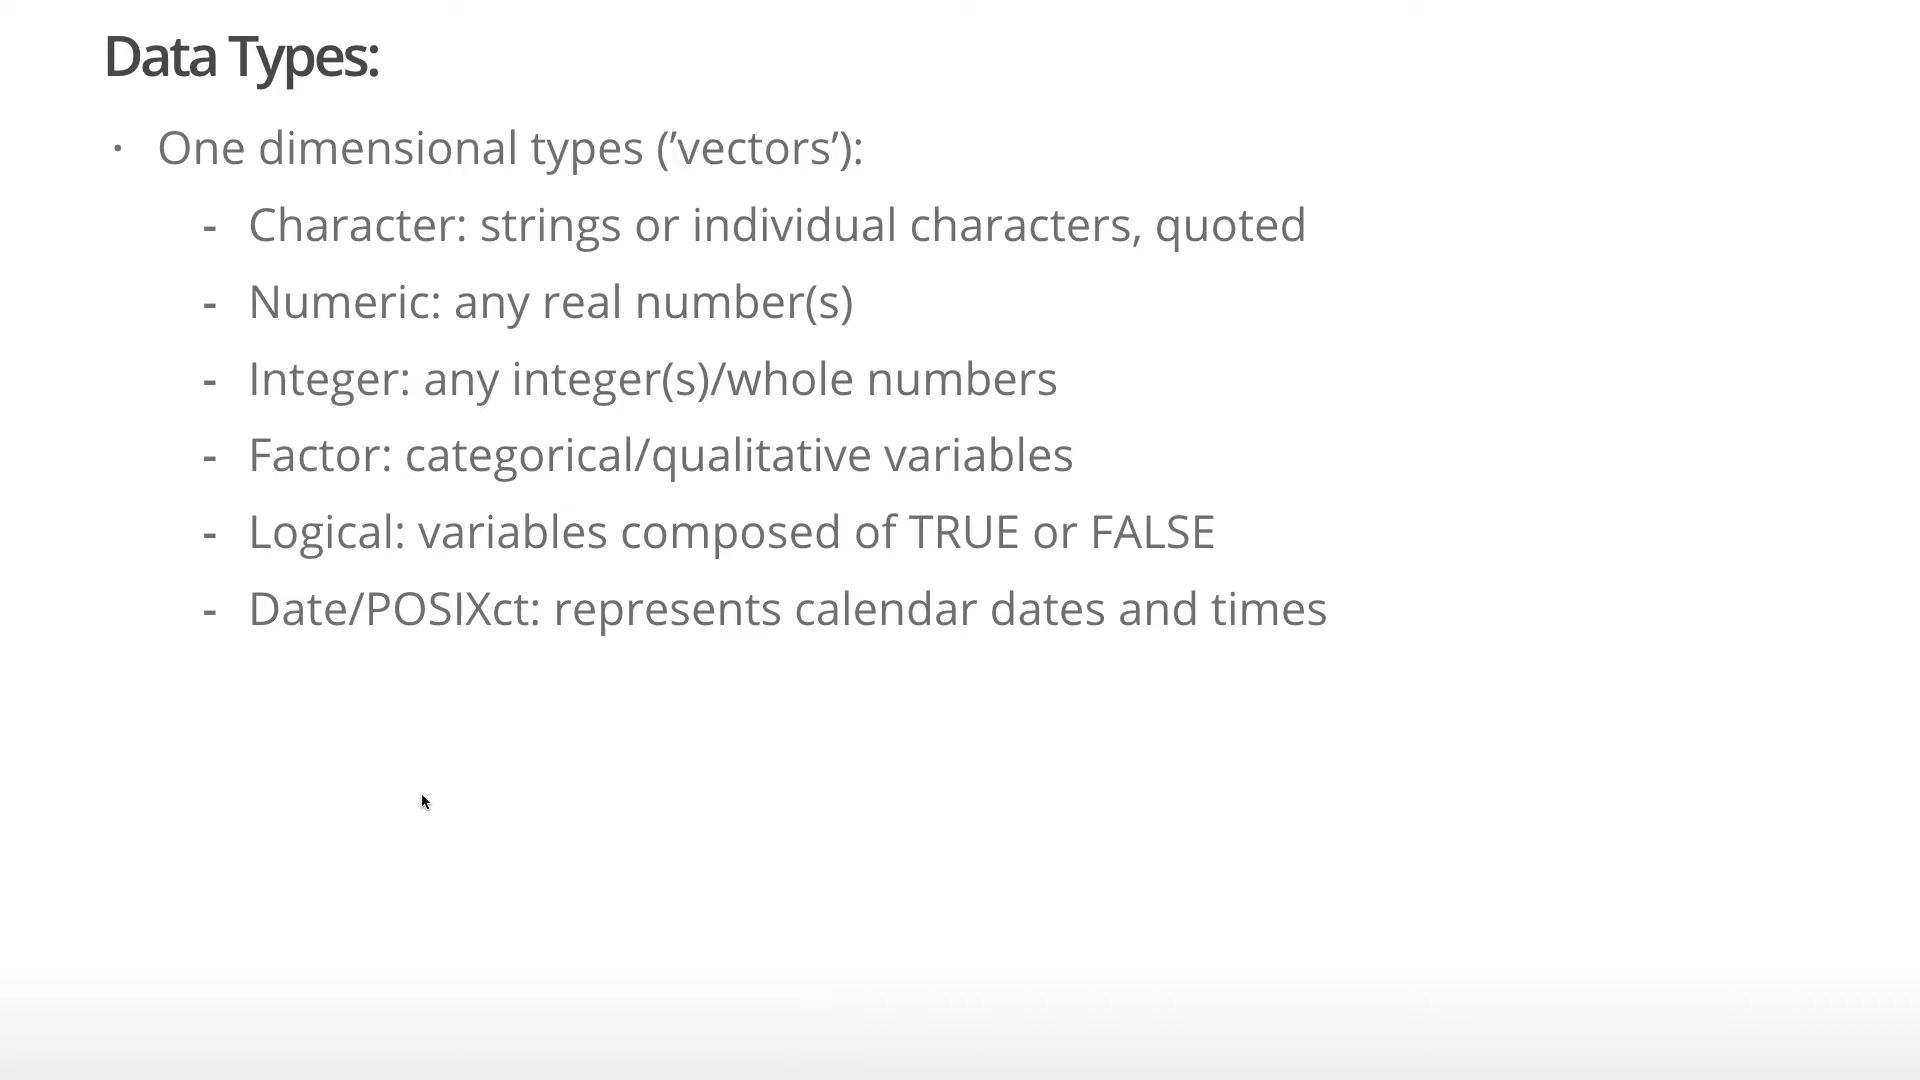 Data Types:
· One dimensional types (’vectors’):
- Character: strings or individual characters, quoted
- Numeric: any real number(s)
- Integer: any integer(s)/whole numbers
- Factor: categorical/qualitative variables
- Logical: variables composed of TRUE or FALSE
- Date/POSIXct: represents calendar dates and times